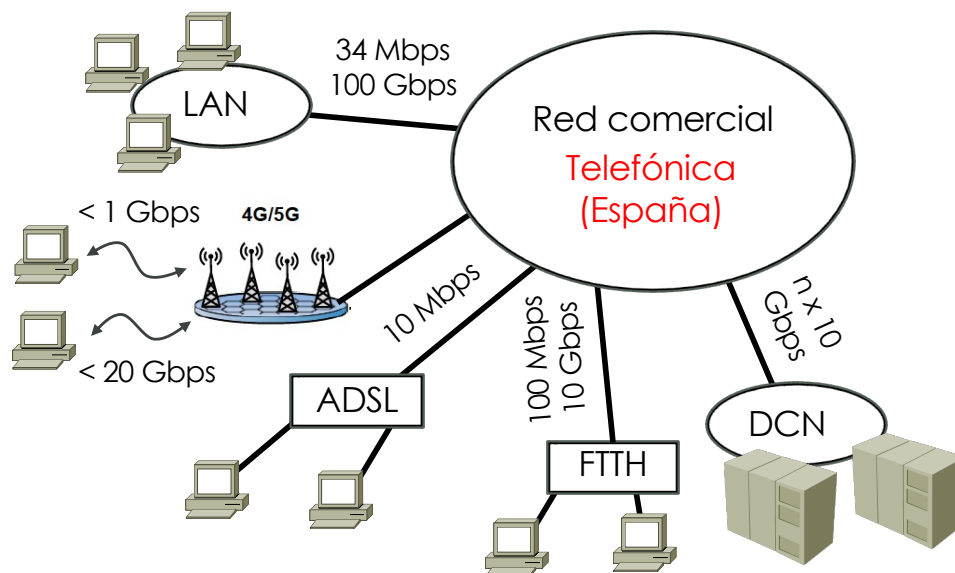 34 Mbps
100 Gbps
LAN
Red comercial
Telefónica
(España)
< 1 Gbps
4G/5G
< 20 Gbps
10 Mbps
100 Mbps
10 Gbps
n x 10
Gbps
ADSL
FTTH
DCN